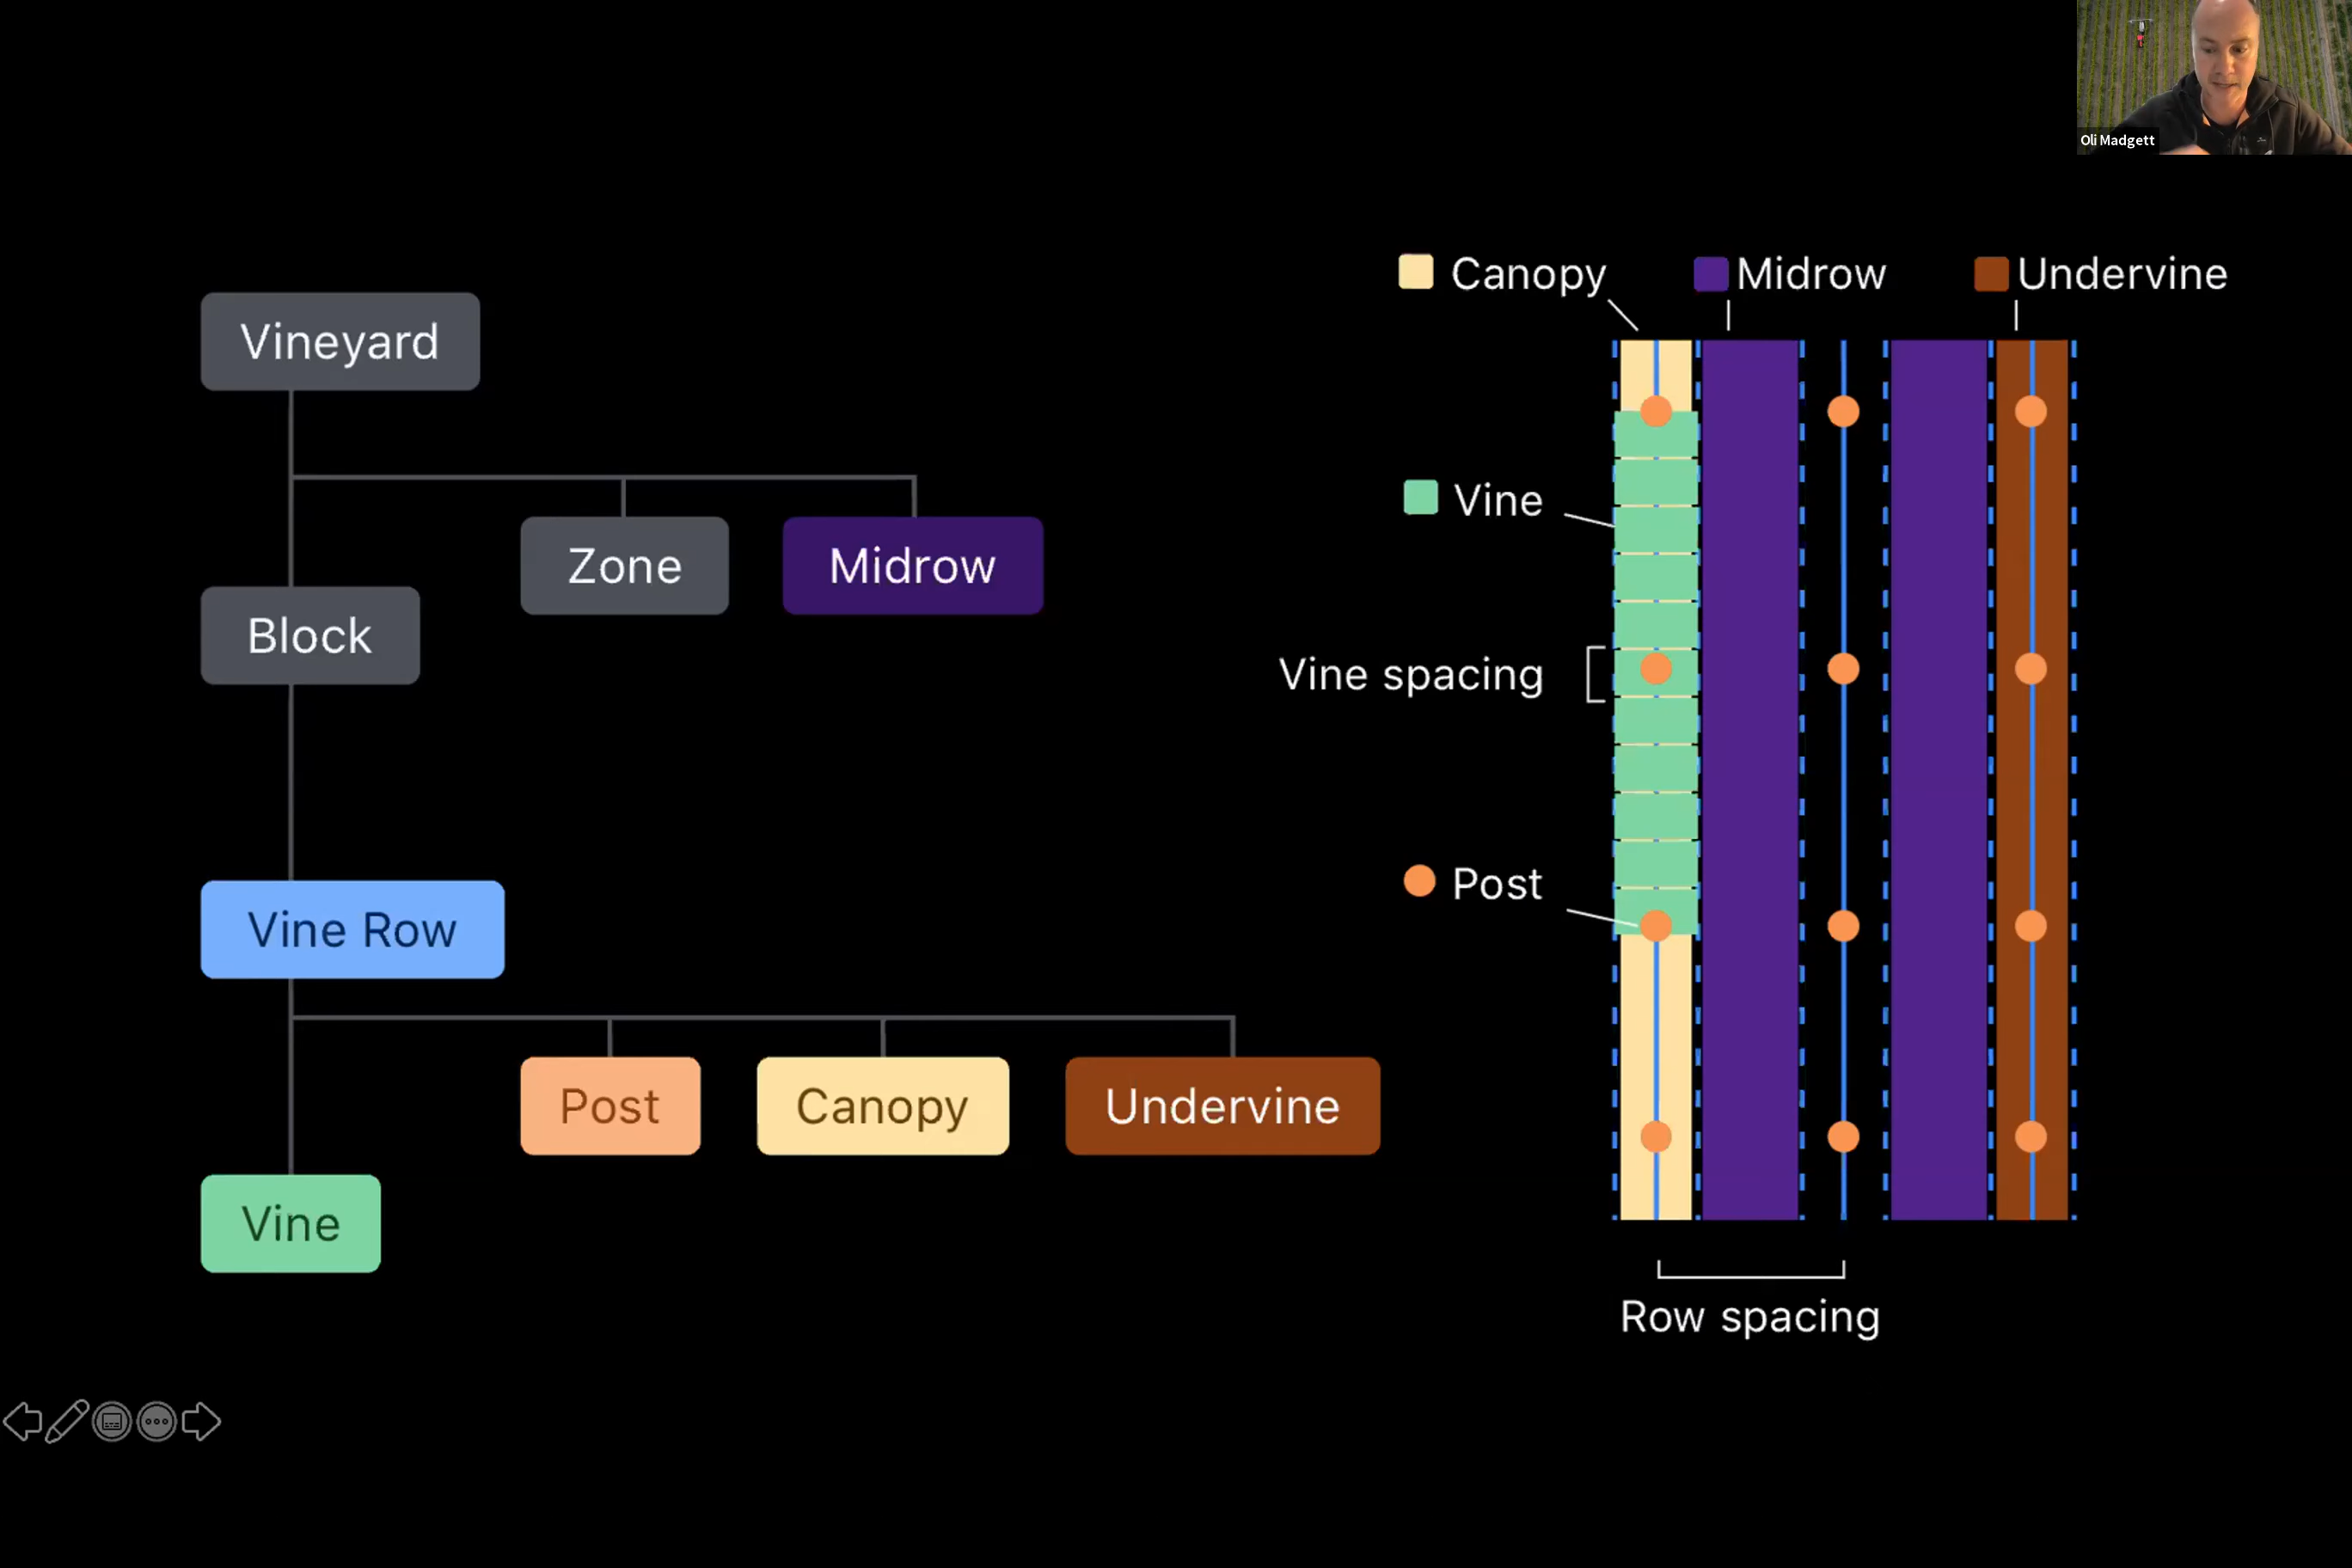 Oli Madgett
Vineyard
Zone
Midrow
Block
Vine Row
Post
Canopy
Undervine
Vine
Canopy
Midrow
Undervine
Vine
Vine spacing
Post
Row spacing